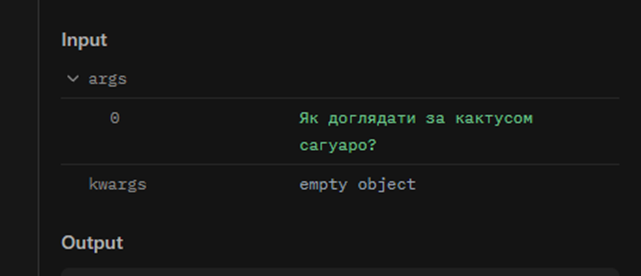 Input
args
0 Як доглядати за кактусом
сагуаро?
kwargs empty object
Output